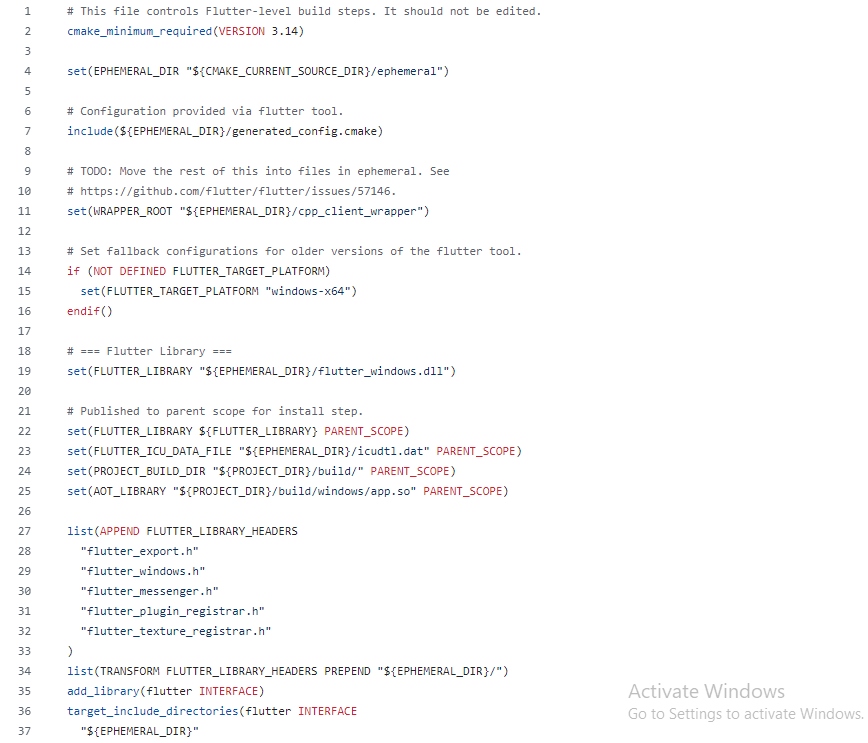 1 # This file controls Flutter-level build steps. It should not be edited.
2 cmake_minimum_required(VERSION 3.14)
3
4 set(EPHEMERAL_DIR "${CMAKE_CURRENT_SOURCE_DIR}/ephemeral")
5
6 # Configuration provided via flutter tool.
7 include(${EPHEMERAL_DIR}/generated_config.cmake)
8
9 # TODO: Move the rest of this into files in ephemeral. See
10 # https://github.com/flutter/flutter/issues/57146.
11 set(WRAPPER_ROOT "${EPHEMERAL_DIR}/cpp_client_wrapper")
12
13 # Set fallback configurations for older versions of the flutter tool.
14 if (NOT DEFINED FLUTTER_TARGET_PLATFORM)
15   set(FLUTTER_TARGET_PLATFORM "windows-x64")
16 endif()
17
18 # === Flutter Library ===
19 set(FLUTTER_LIBRARY "${EPHEMERAL_DIR}/flutter_windows.dll")
20
21 # Published to parent scope for install step.
22 set(FLUTTER_LIBRARY ${FLUTTER_LIBRARY} PARENT_SCOPE)
23 set(FLUTTER_ICU_DATA_FILE "${EPHEMERAL_DIR}/icudtl.dat" PARENT_SCOPE)
24 set(PROJECT_BUILD_DIR "${PROJECT_DIR}/build/" PARENT_SCOPE)
25 set(AOT_LIBRARY "${PROJECT_DIR}/build/windows/app.so" PARENT_SCOPE)
26
27 list(APPEND FLUTTER_LIBRARY_HEADERS
28   "flutter_export.h"
29   "flutter_windows.h"
30   "flutter_messenger.h"
31   "flutter_plugin_registrar.h"
32   "flutter_texture_registrar.h"
33 )
34 list(TRANSFORM FLUTTER_LIBRARY_HEADERS PREPEND "${EPHEMERAL_DIR}/")
35 add_library(flutter INTERFACE)
36 target_include_directories(flutter INTERFACE
37   "${EPHEMERAL_DIR}"
Activate Windows
Go to Settings to activate Windows.